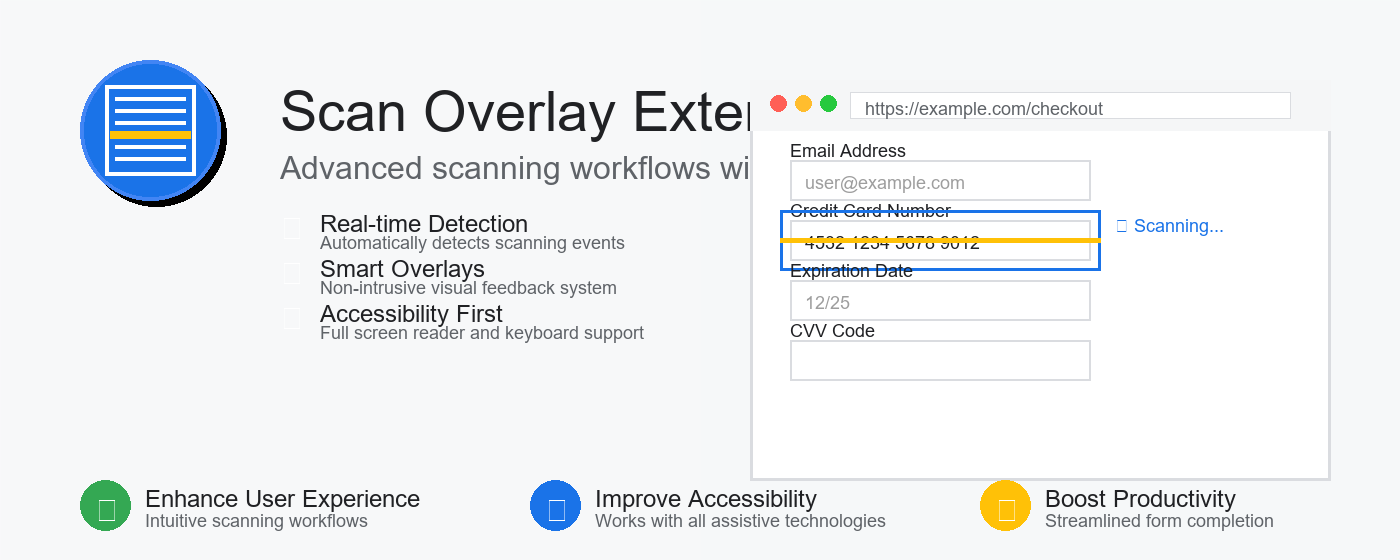 Scan Overlay Exter
Advanced scanning workflows wi
Real-time Detection
Automatically detects scanning events
Smart Overlays
Non-intrusive visual feedback system
Accessibility First
Full screen reader and keyboard support
https://example.com/checkout
Email Address
user@example.com
Credit Card Number
4532 1234 5678 9012
Scanning...
Expiration Date
12/25
CVV Code
Enhance User Experience
Intuitive scanning workflows
Improve Accessibility
Works with all assistive technologies
Boost Productivity
Streamlined form completion